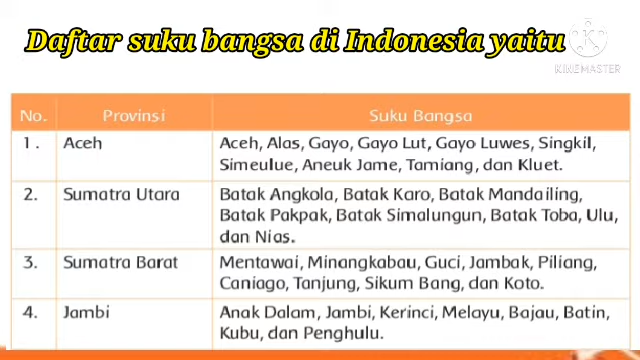 Daftar suku bangsa di Indonesia yaitu
KINEMASTER
No. Provinsi Suku Bangsa
1. Aceh Aceh, Alas, Gayo, Gayo Lut, Gayo Luwes, Singkil,
Simeulue, Aneuk Jame, Tamiang, dan Kluet.
2. Sumatra Utara Batak Angkola, Batak Karo, Batak Mandailing,
Batak Pakpak, Batak Simalungun, Batak Toba, Ulu,
dan Nias.
3. Sumatra Barat Mentawai, Minangkabau, Guci, Jambak, Piliang,
Caniago, Tanjung, Sikum Bang, dan Koto.
4. Jambi Anak Dalam, Jambi, Kerinci, Melayu, Bajau, Batin,
Kubu, dan Penghulu.